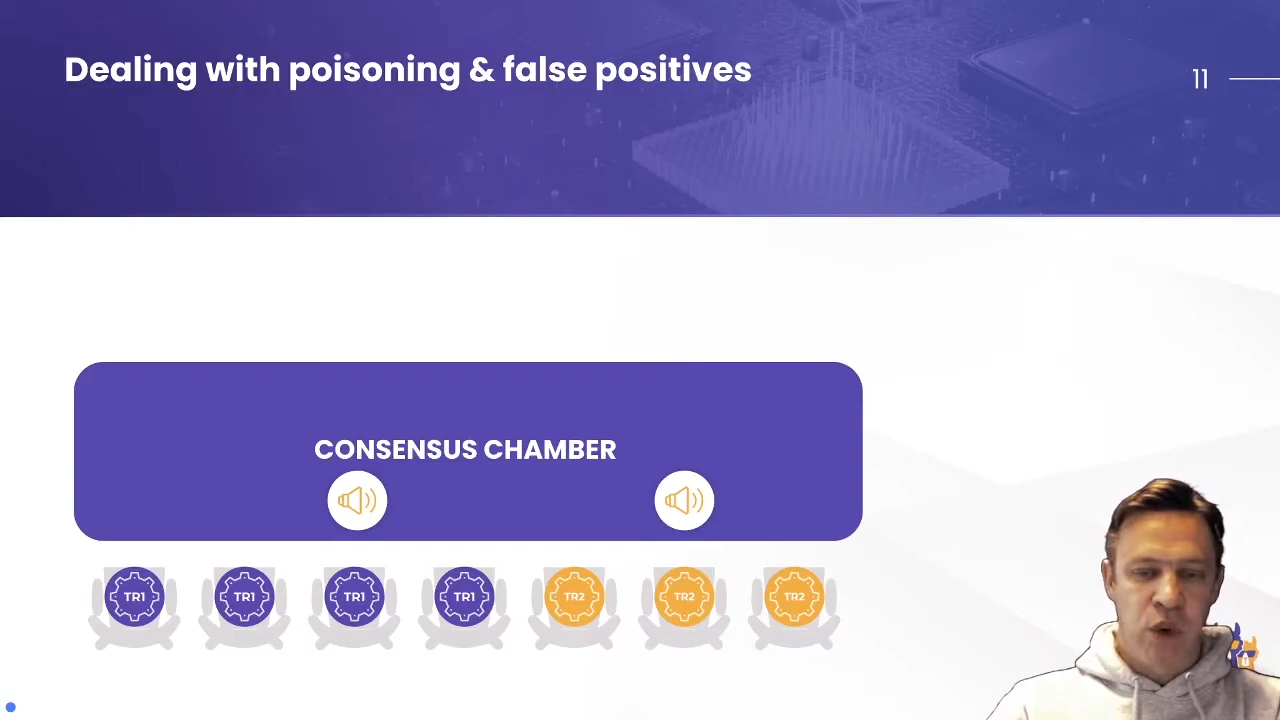 Dealing with poisoning & false positives
11
CONSENSUS CHAMBER
TR1 TR1 TR1 TR1 TR2 TR2 TR2